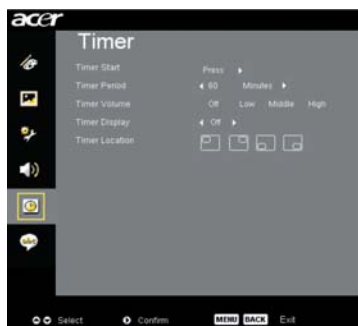 acer
Timer
Timer Start Press
Timer Period 60 Minutes
Timer Volume Off Low Middle High
Timer Display Off
Timer Location
abc
Select Confirm MENU BACK Exit